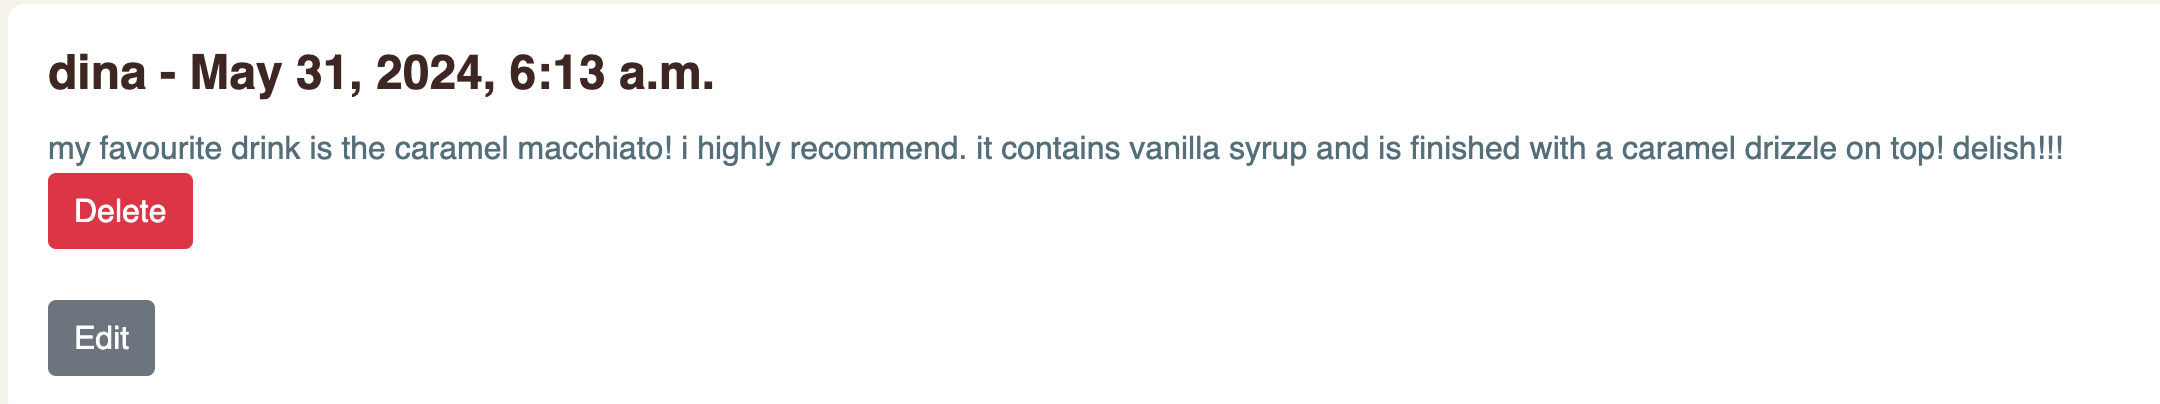 dina - May 31, 2024, 6:13 a.m.
my favourite drink is the caramel macchiato! i highly recommend. it contains vanilla syrup and is finished with a caramel drizzle on top! delish!!!
Delete
Edit